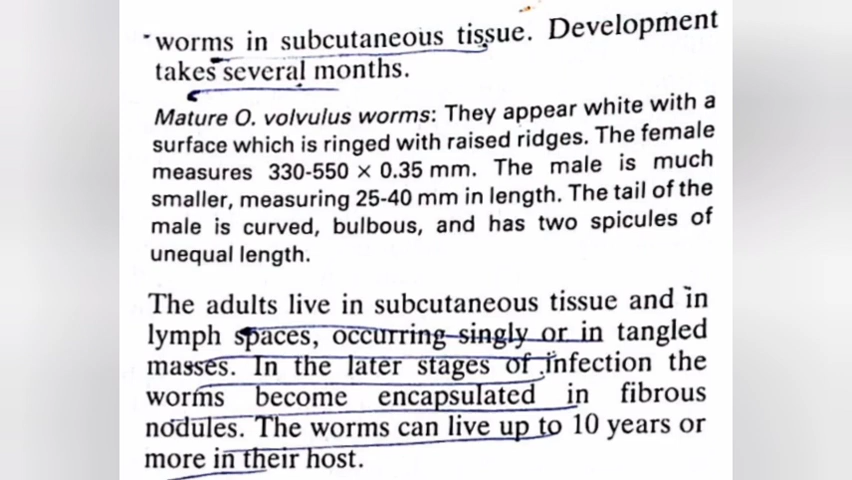 worms in subcutaneous tissue. Development
takes several months.
Mature O. volvulus worms: They appear white with a
surface which is ringed with raised ridges. The female
measures 330-550 × 0.35 mm. The male is much
smaller, measuring 25-40 mm in length. The tail of the
male is curved, bulbous, and has two spicules of
unequal length.
The adults live in subcutaneous tissue and in
lymph spaces, occurring singly or in tangled
masses. In the later stages of infection the
worms become encapsulated in fibrous
nodules. The worms can live up to 10 years or
more in their host.